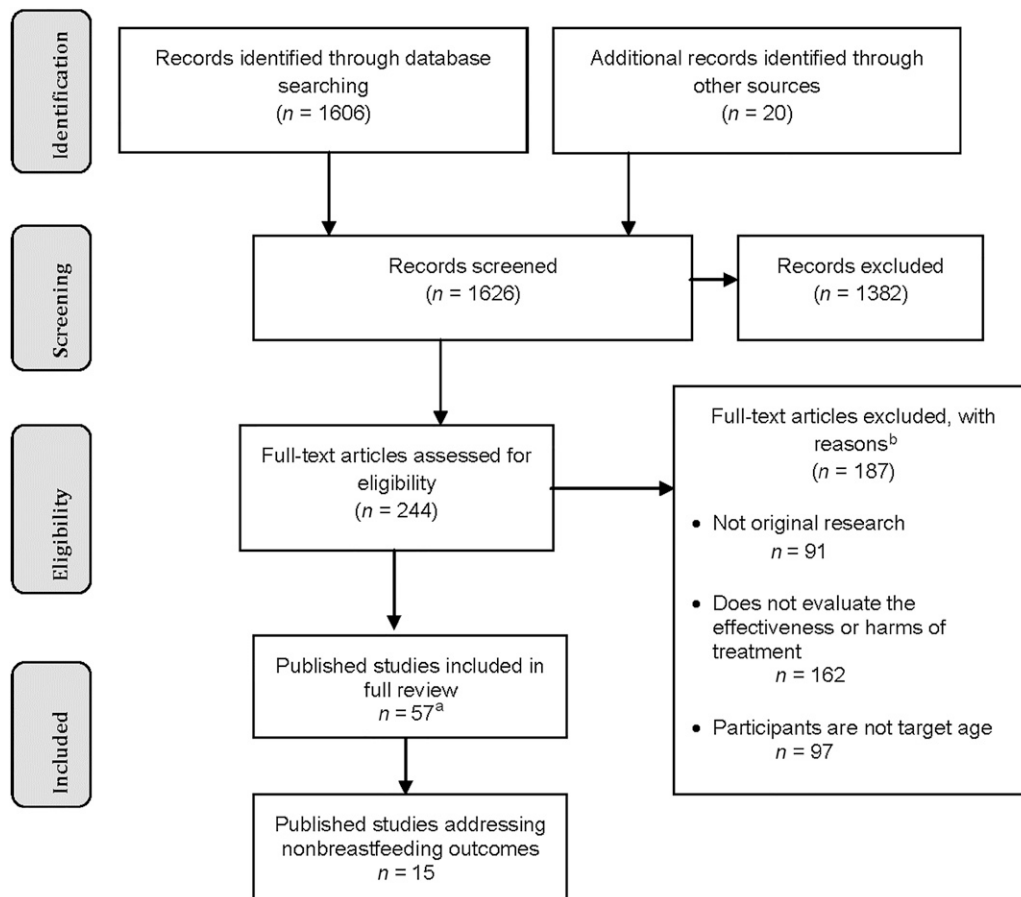 Identification
Records identified through database
searching
(n = 1606)
Additional records identified through
other sources
(n = 20)
Screening
Records screened
(n = 1626)
Records excluded
(n = 1382)
Eligibility
Full-text articles assessed for
eligibility
(n = 244)
Full-text articles excluded, with
reasonsᵇ
(n = 187)
• Not original research
n = 91
• Does not evaluate the
effectiveness or harms of
treatment
n = 162
• Participants are not target age
n = 97
Included
Published studies included in
full review
n = 57ᵃ
Published studies addressing
nonbreastfeeding outcomes
n = 15